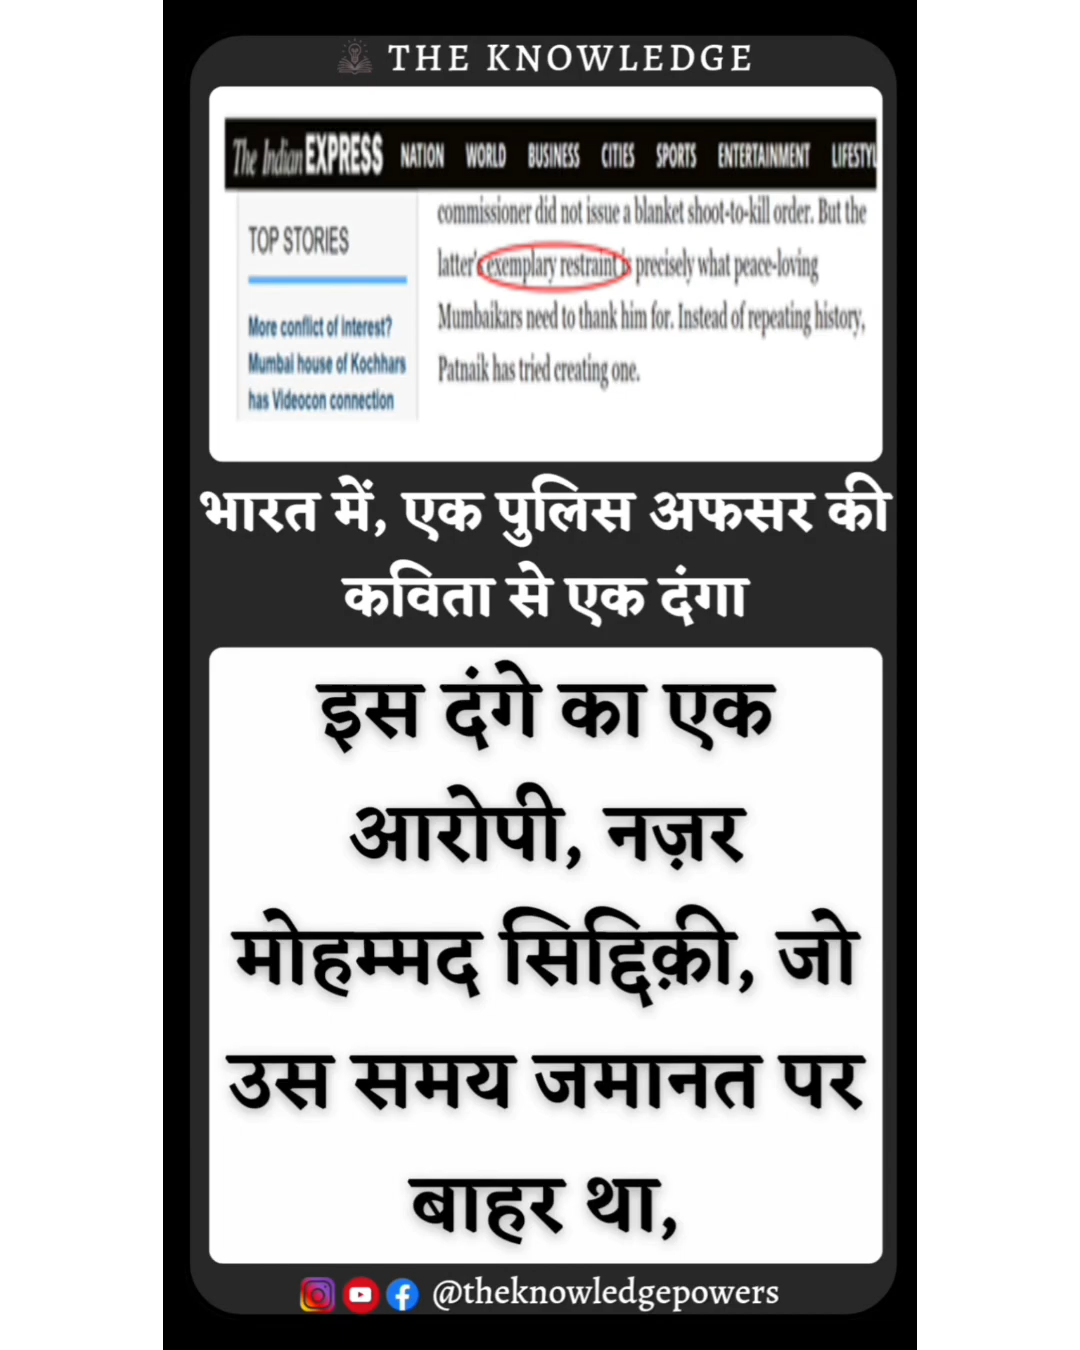 THE KNOWLEDGE
The Indian EXPRESS NATION WORLD BUSINESS CITIES SPORTS ENTERTAINMENT LIFESTYL
TOP STORIES
More conflict of interest?
Mumbai house of Kochhars
has Videocon connection
commissioner did not issue a blanket shoot-to-kill order. But the
latter's exemplary restraint is precisely what peace-loving
Mumbaikars need to thank him for. Instead of repeating history,
Patnaik has tried creating one.
भारत में, एक पुलिस अफसर की
कविता से एक दंगा
इस दंगे का एक
आरोपी, नज़र
मोहम्मद सिद्दिक़ी, जो
उस समय जमानत पर
बाहर था,
@theknowledgepowers